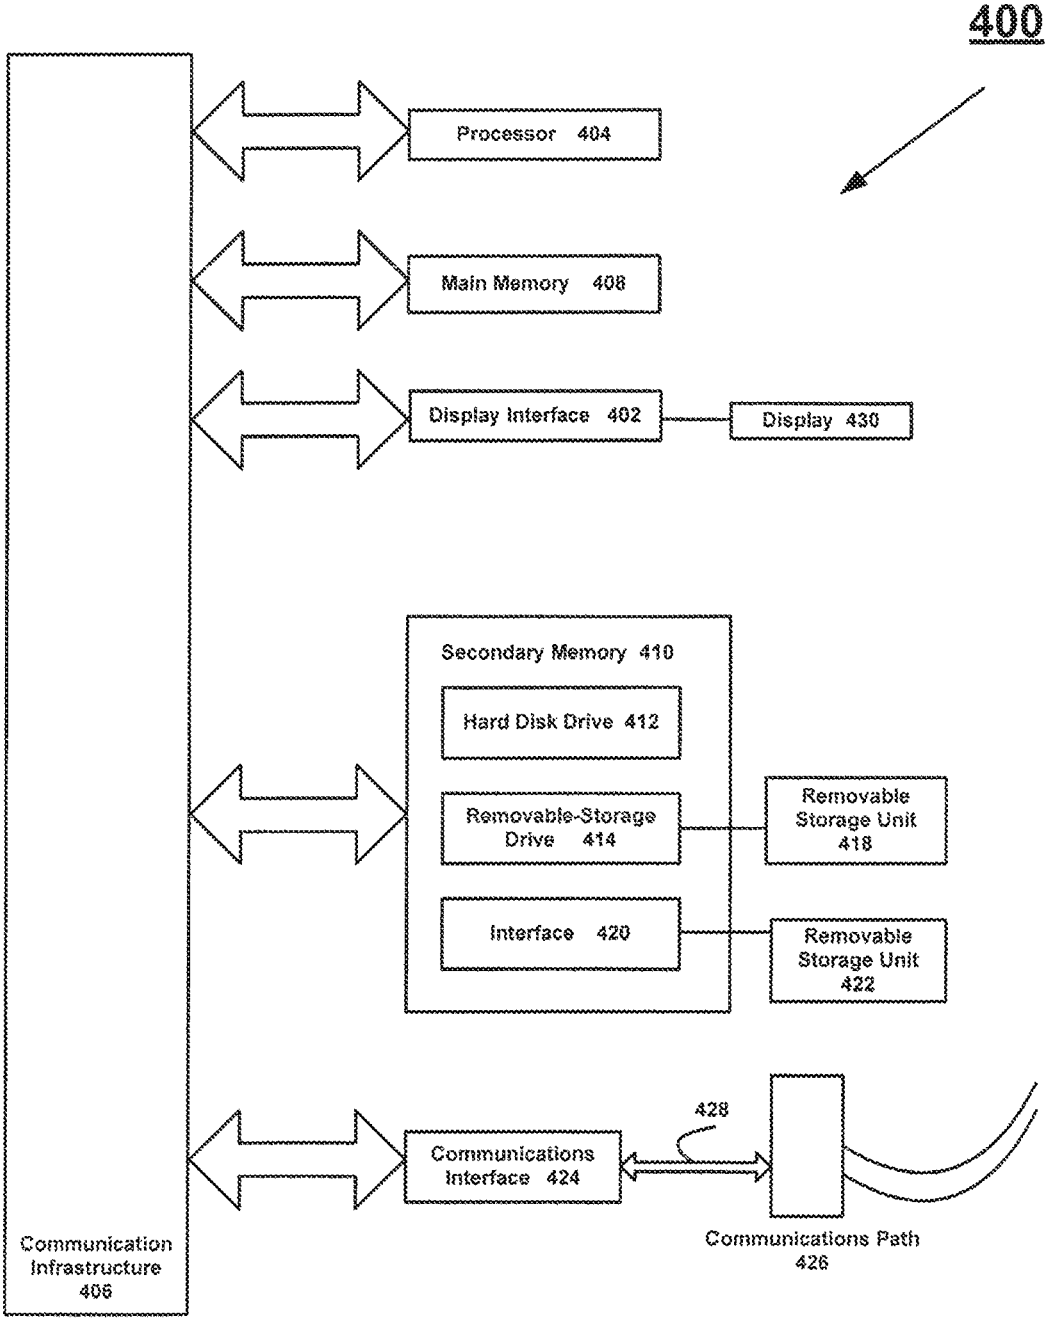 400
Processor 404
Main Memory 408
Display Interface 402
Display 430
Secondary Memory 410
Hard Disk Drive 412
Removable-Storage
Drive 414
Removable
Storage Unit
418
Interface 420
Removable
Storage Unit
422
428
Communications
Interface 424
Communications Path
426
Communication
Infrastructure
406